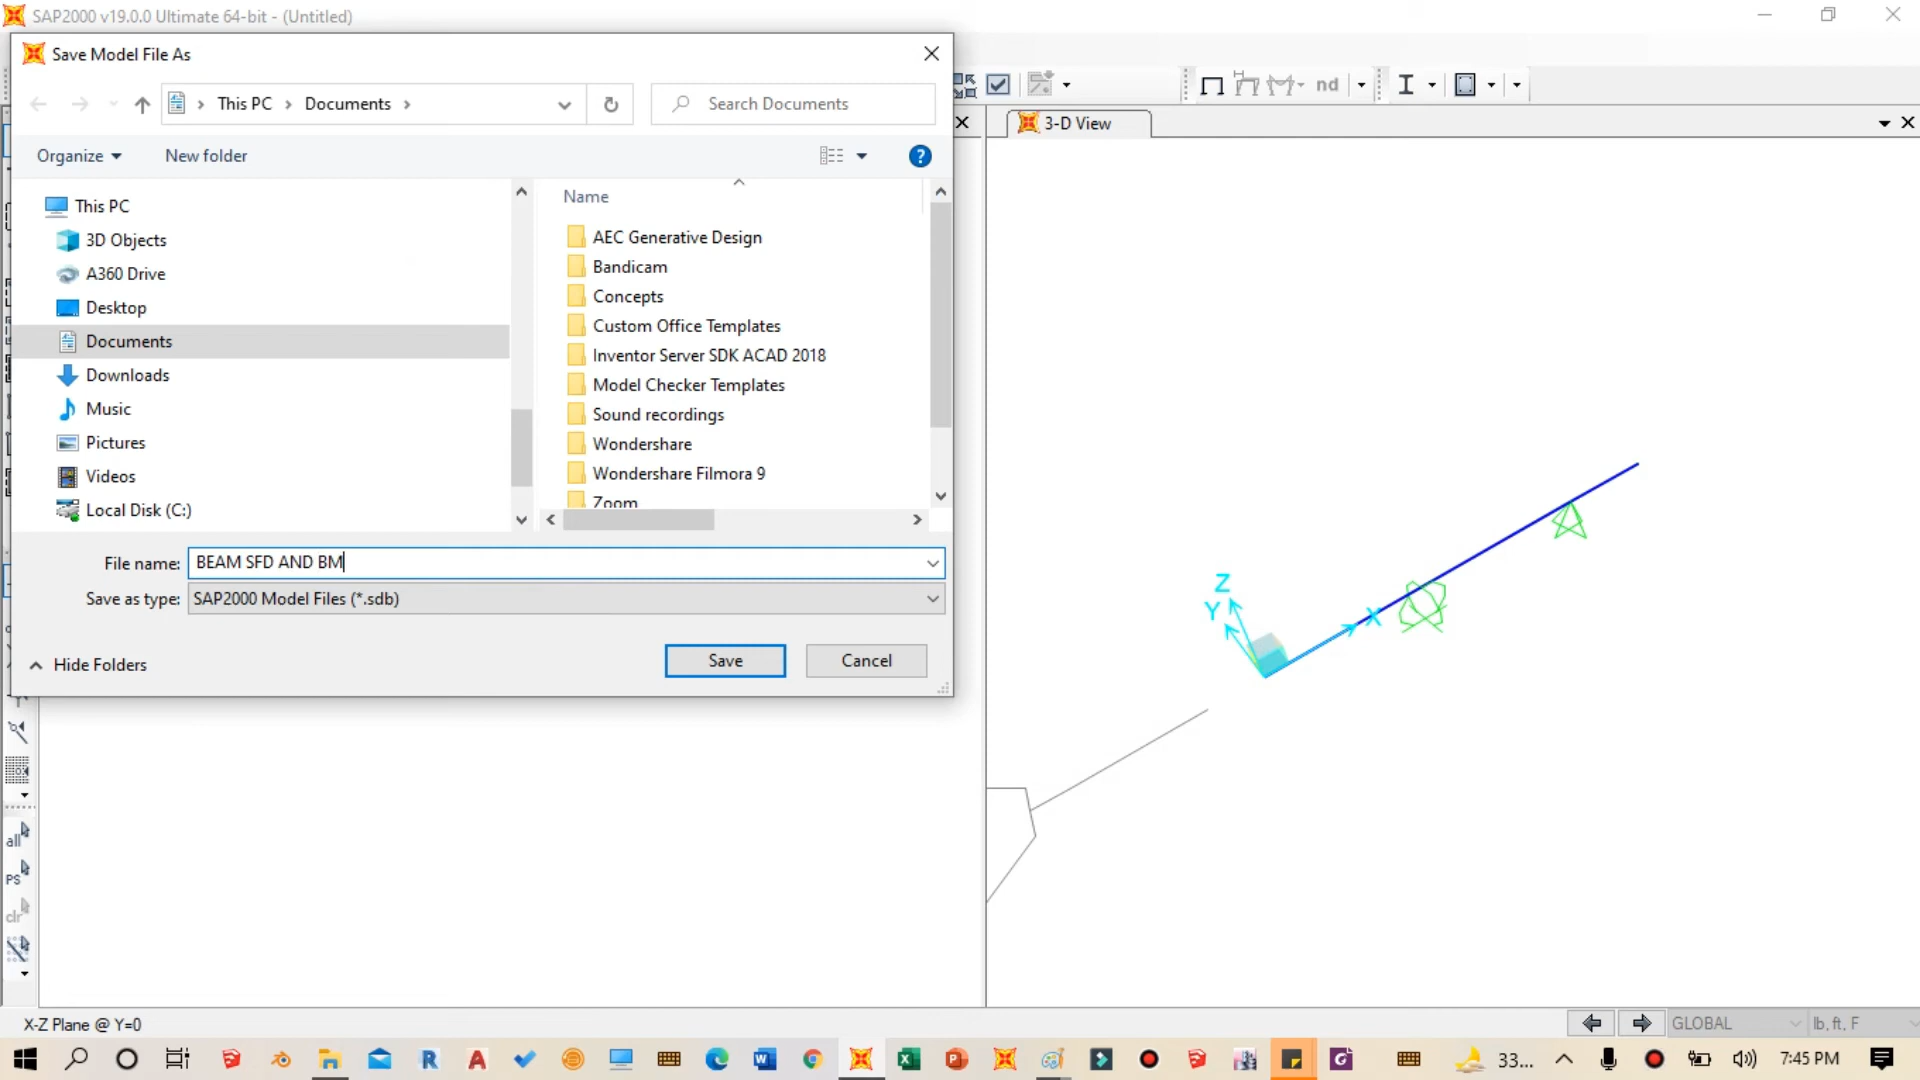 SAP2000 v19.0.0 Ultimate 64-bit - (Untitled)
Save Model File As
This PC
Documents
Search Documents
nd
3-D View
Organize
New folder
Name
This PC
3D Objects
A360 Drive
Desktop
Documents
Downloads
Music
Pictures
Videos
Local Disk (C:)
AEC Generative Design
Bandicam
Concepts
Custom Office Templates
Inventor Server SDK ACAD 2018
Model Checker Templates
Sound recordings
Wondershare
Wondershare Filmora 9
Zoom
File name:
BEAM SFD AND BM
Save as type:
SAP2000 Model Files (*.sdb)
Hide Folders
Save
Cancel
Z
Y
X
all
PS
clr
X-Z Plane @ Y=0
GLOBAL
lb, ft, F
33...
7:45 PM